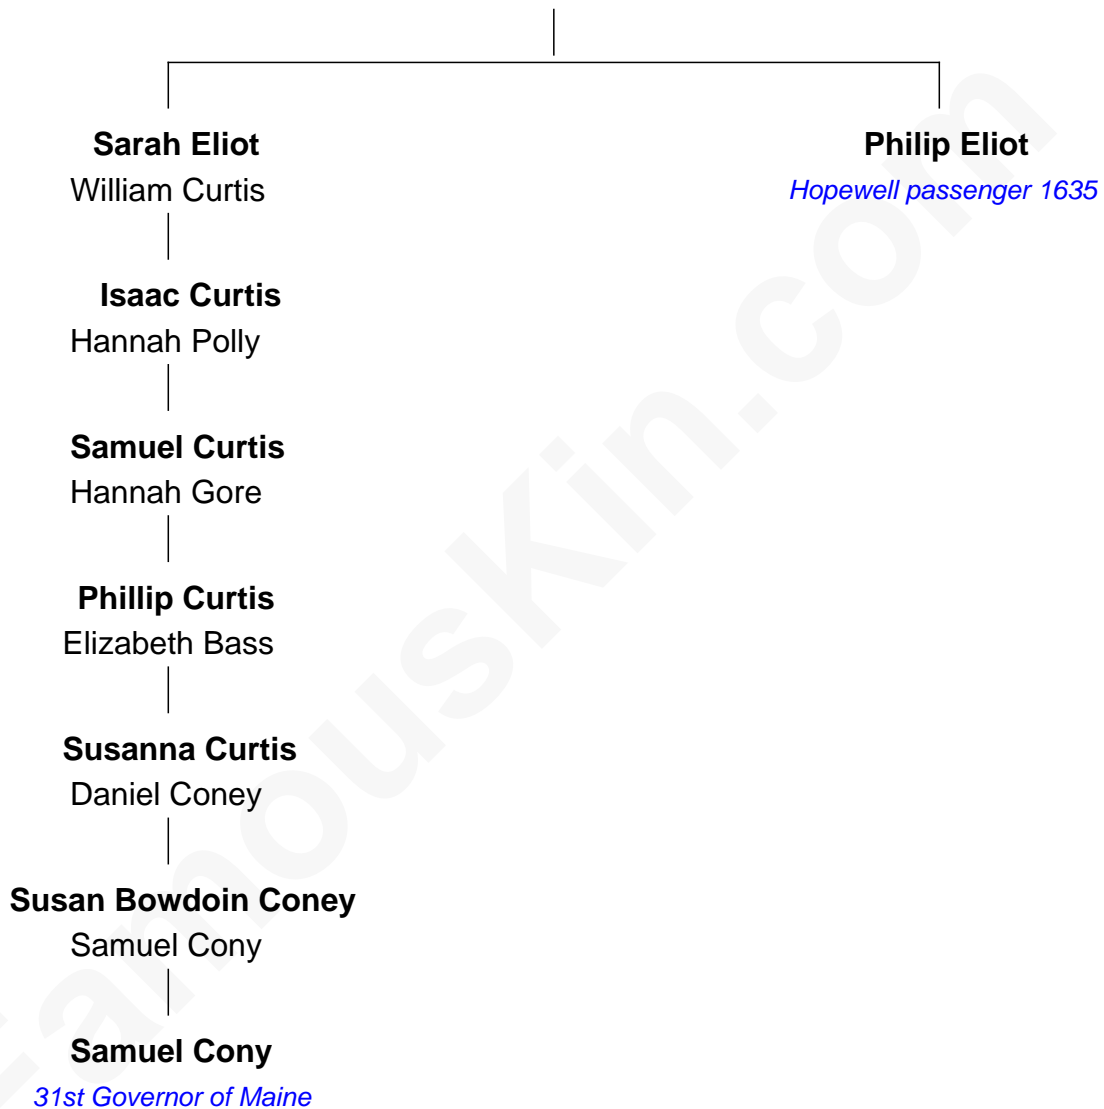 Sarah Eliot
William Curtis
Philip Eliot
Hopewell passenger 1635
Isaac Curtis
Hannah Polly
Samuel Curtis
Hannah Gore
Phillip Curtis
Elizabeth Bass
Susanna Curtis
Daniel Coney
Susan Bowdoin Coney
Samuel Cony
Samuel Cony
31st Governor of Maine
FamousKin.com